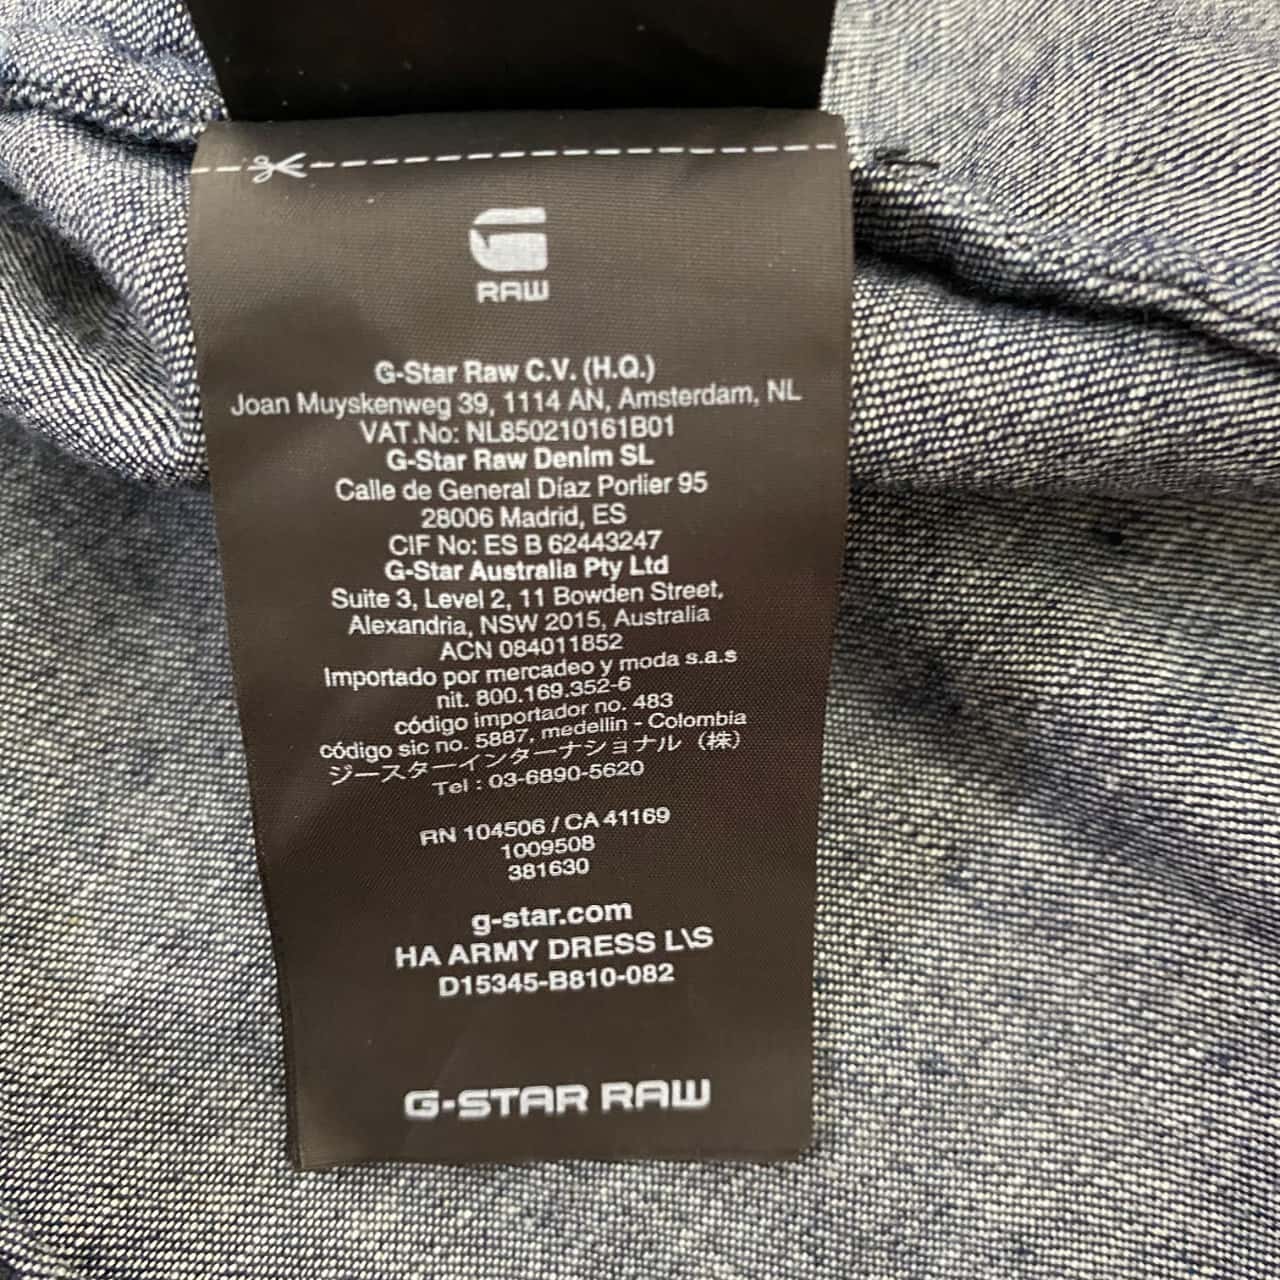 G
RAW
G-Star Raw C.V. (H.Q.)
Joan Muyskenweg 39, 1114 AN, Amsterdam, NL
VAT.No: NL850210161B01
G-Star Raw Denim SL
Calle de General Díaz Porlier 95
28006 Madrid, ES
CIF No: ES B 62443247
G-Star Australia Pty Ltd
Suite 3, Level 2, 11 Bowden Street,
Alexandria, NSW 2015, Australia
ACN 084011852
Importado por mercadeo y moda s.a.s
nit. 800.169.352-6
código importador no. 483
código sic no. 5887, medellin - Colombia
ジースターインターナショナル（株）
Tel : 03-6890-5620
RN 104506 / CA 41169
1009508
381630
g-star.com
HA ARMY DRESS L\S
D15345-B810-082
G-STAR RAW